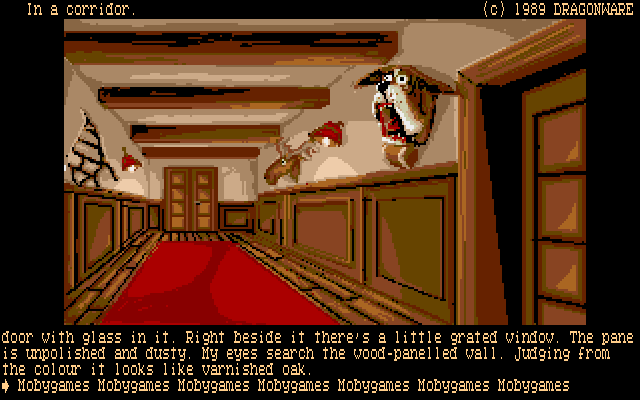 In a corridor. (c) 1989 DRAGONWARE
door with glass in it. Right beside it there's a little grated window. The pane
is unpolished and dusty. My eyes search the wood-panelled wall. Judging from
the colour it looks like varnished oak.
Mobygames Mobygames Mobygames Mobygames Mobygames Mobygames Mobygames